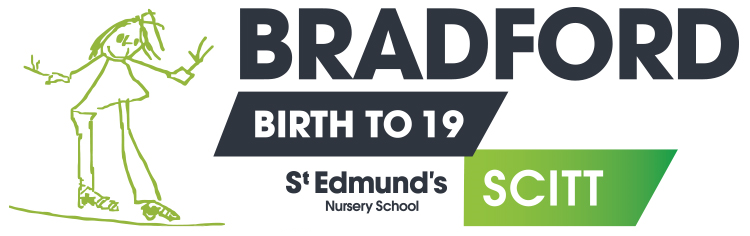 BRADFORD
BIRTH TO 19
St Edmund's
Nursery School
SCITT